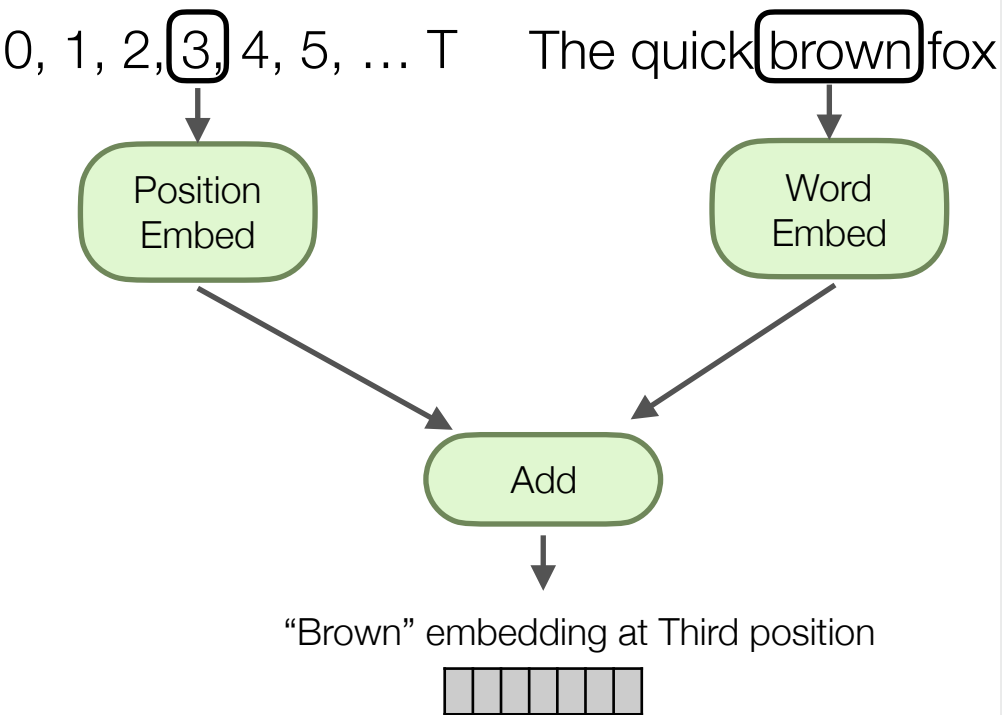 0, 1, 2, 3, 4, 5, … T
The quick brown fox
Position
Embed
Word
Embed
Add
“Brown” embedding at Third position